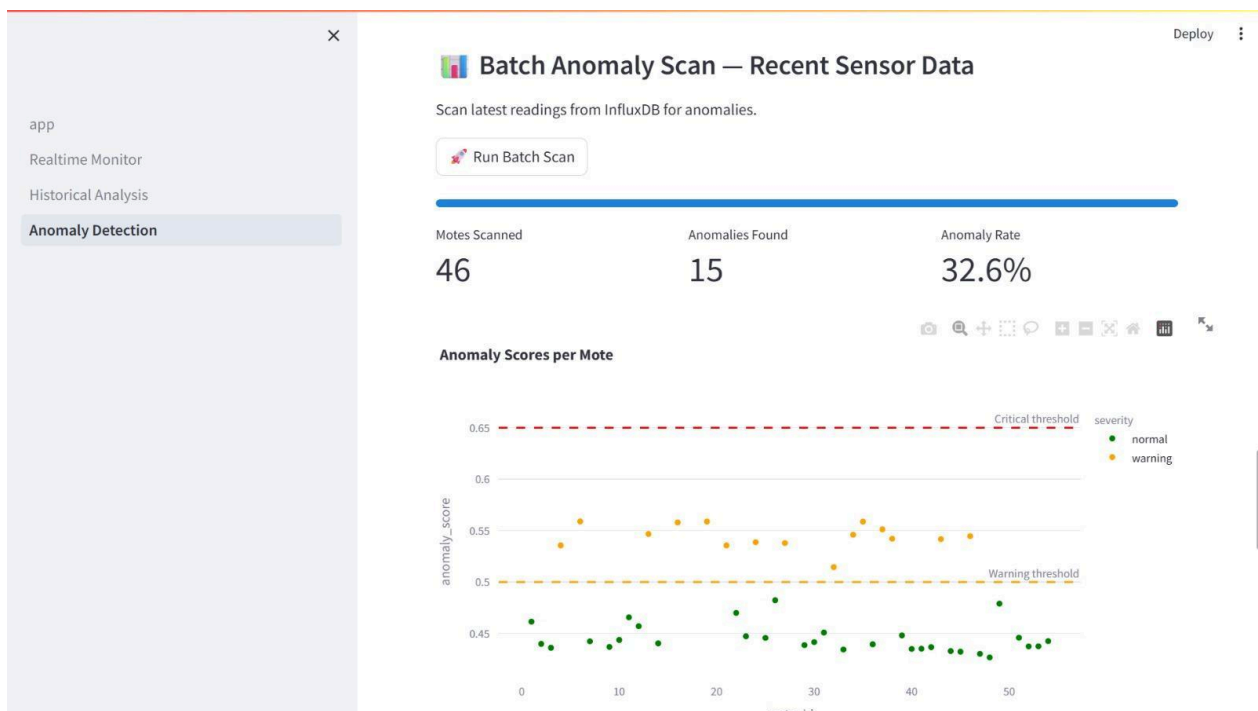 Deploy
app
Realtime Monitor
Historical Analysis
Anomaly Detection
Batch Anomaly Scan — Recent Sensor Data
Scan latest readings from InfluxDB for anomalies.
Run Batch Scan
Motes Scanned
46
Anomalies Found
15
Anomaly Rate
32.6%
Anomaly Scores per Mote
anomaly_score
0.65
0.6
0.55
0.5
0.45
Critical threshold
Warning threshold
severity
normal
warning
0 10 20 30 40 50